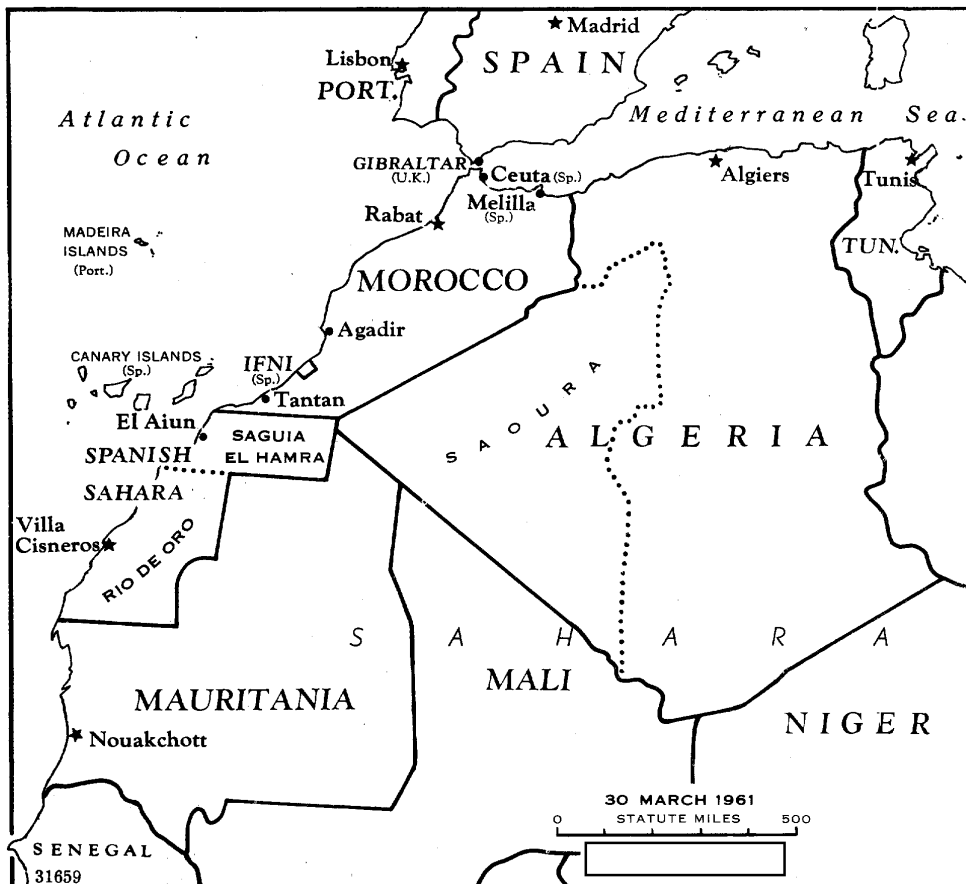 Madrid
Lisbon
SPAIN
PORT.
Atlantic
Ocean
Mediterranean Sea
GIBRALTAR
(U.K.)
Ceuta (Sp.)
Algiers
Tunis
Melilla
(Sp.)
Rabat
MADEIRA
ISLANDS
(Port.)
TUN.
MOROCCO
Agadir
CANARY ISLANDS
(Sp.)
IFNI
(Sp.)
Tantan
SAOURA
El Aiun
SAGUIA
EL HAMRA
ALGERIA
SPANISH
SAHARA
Villa
Cisneros
RIO DE ORO
SAHARA
MAURITANIA
MALI
NIGER
Nouakchott
30 MARCH 1961
STATUTE MILES
0 500
SENEGAL
31659